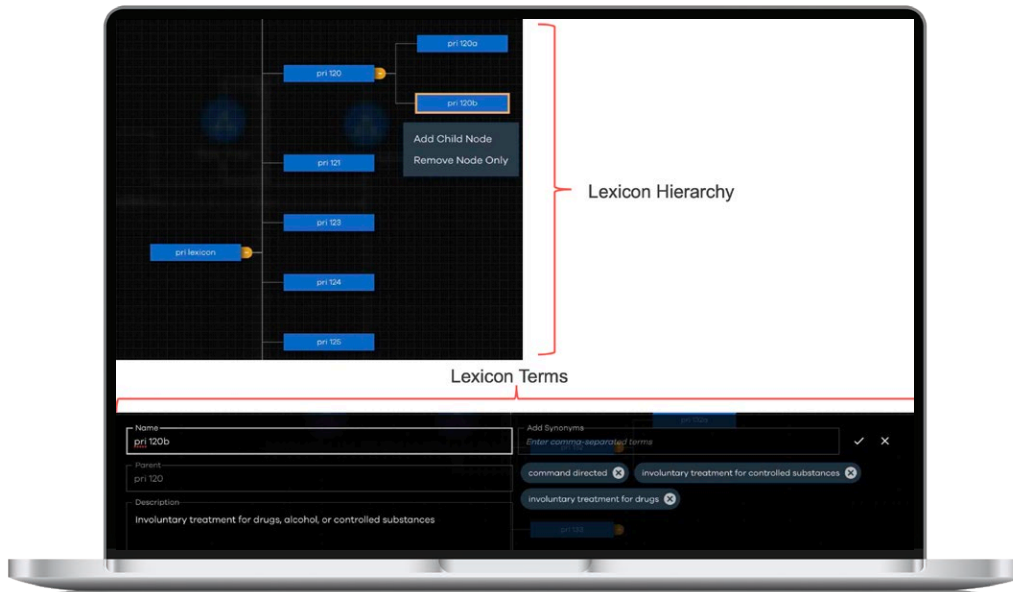 pri 120a
pri 120
pri 120b
Add Child Node
Remove Node Only
pri 121
Lexicon Hierarchy
pri 123
pri lexicon
pri 124
pri 125
Lexicon Terms
Name
pri 120b
Add Synonyms
Enter comma-separated terms
Parent
pri 120
command directed
involuntary treatment for controlled substances
Description
involuntary treatment for drugs
Involuntary treatment for drugs, alcohol, or controlled substances